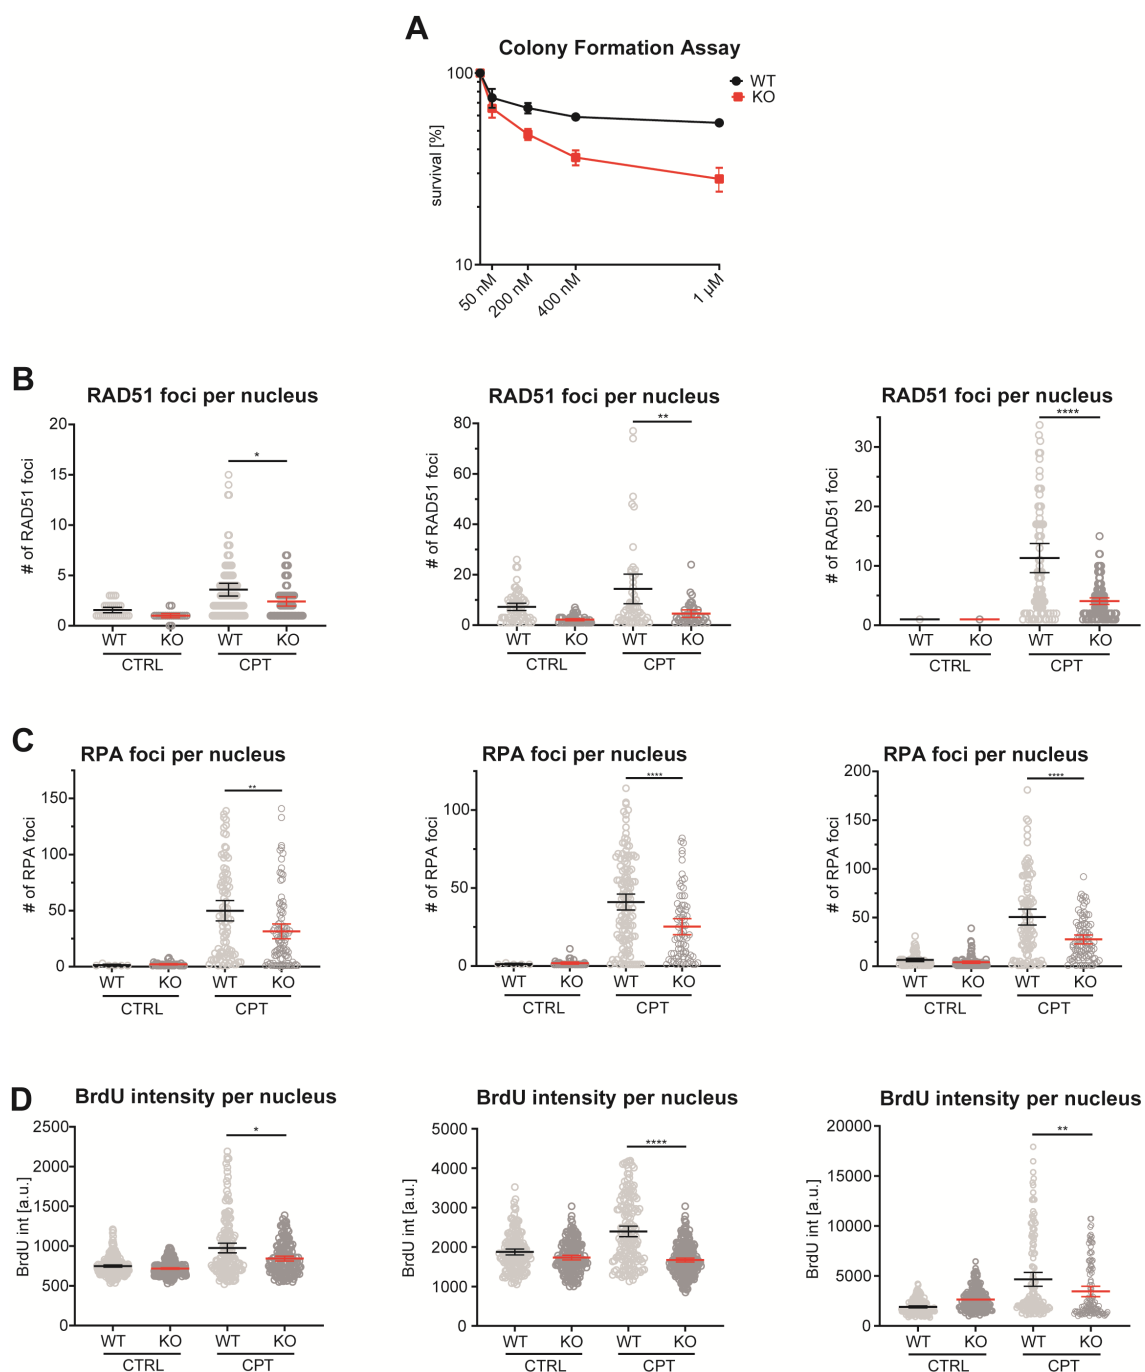 A
Colony Formation Assay
WT
KO
survival [%]
100
10
50 nM
200 nM
400 nM
1 µM
B
RAD51 foci per nucleus
# of RAD51 foci
20
15
10
5
0
*
WT KO WT KO
CTRL CPT
RAD51 foci per nucleus
# of RAD51 foci
80
60
40
20
0
**
WT KO WT KO
CTRL CPT
RAD51 foci per nucleus
# of RAD51 foci
30
20
10
0
****
WT KO WT KO
CTRL CPT
C
RPA foci per nucleus
# of RPA foci
150
100
50
0
**
WT KO WT KO
CTRL CPT
RPA foci per nucleus
# of RPA foci
100
50
0
****
WT KO WT KO
CTRL CPT
RPA foci per nucleus
# of RPA foci
200
150
100
50
0
****
WT KO WT KO
CTRL CPT
D
BrdU intensity per nucleus
BrdU int [a.u.]
2500
2000
1500
1000
500
0
*
WT KO WT KO
CTRL CPT
BrdU intensity per nucleus
BrdU int [a.u.]
5000
4000
3000
2000
1000
0
****
WT KO WT KO
CTRL CPT
BrdU intensity per nucleus
BrdU int [a.u.]
20000
15000
10000
5000
0
**
WT KO WT KO
CTRL CPT